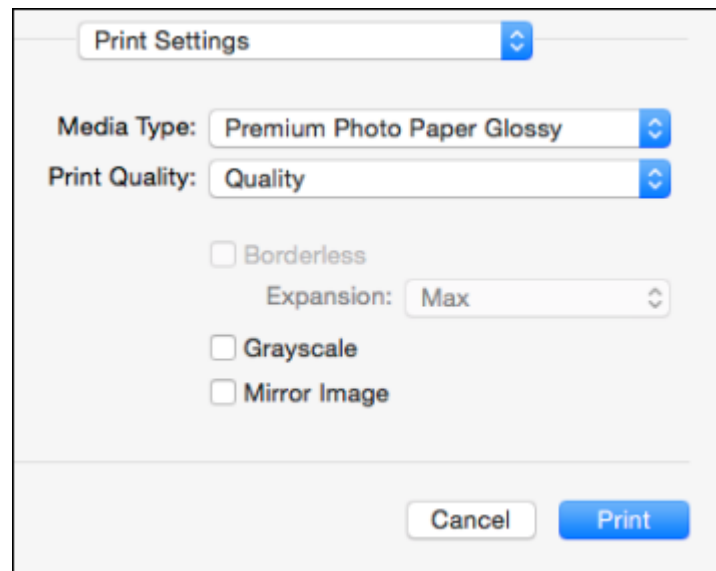 Print Settings
Media Type: Premium Photo Paper Glossy
Print Quality: Quality
Borderless
Expansion: Max
Grayscale
Mirror Image
Cancel Print